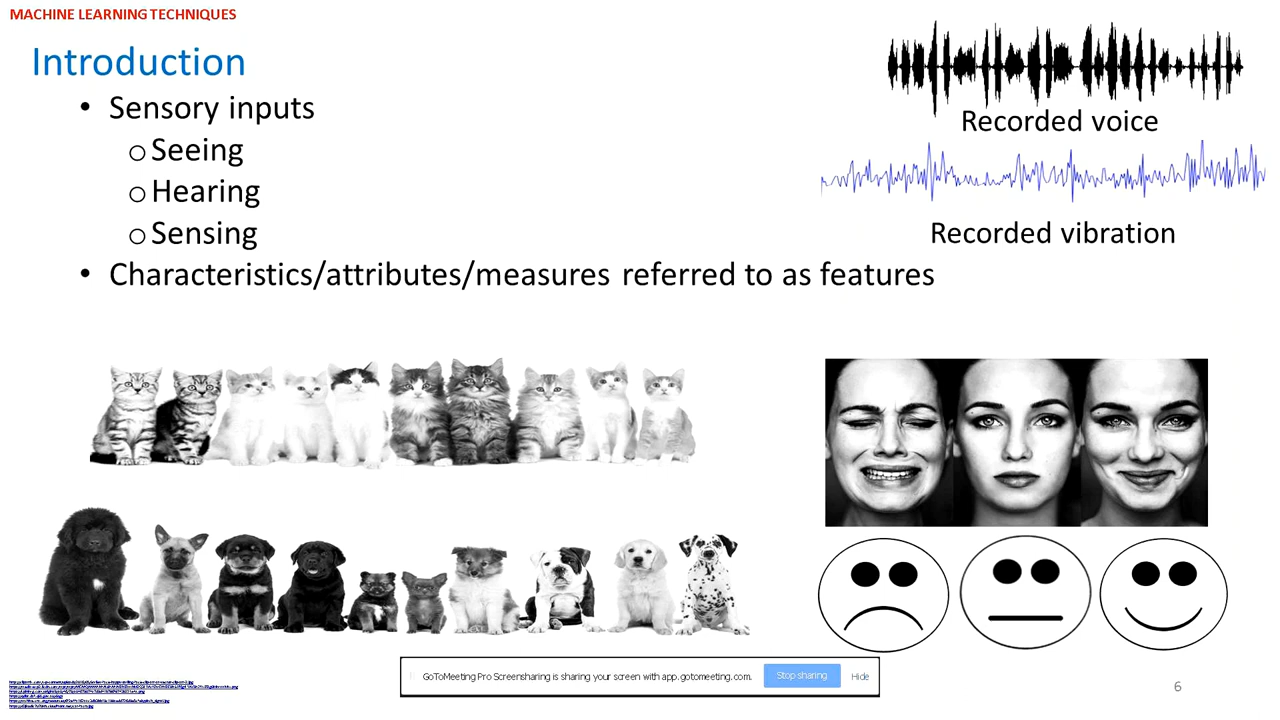 MACHINE LEARNING TECHNIQUES
Introduction
• Sensory inputs
o Seeing
o Hearing
o Sensing
• Characteristics/attributes/measures referred to as features
Recorded voice
Recorded vibration
GoToMeeting Pro Screensharing is sharing your screen with app.gotomeeting.com.
Stop sharing
Hide
6